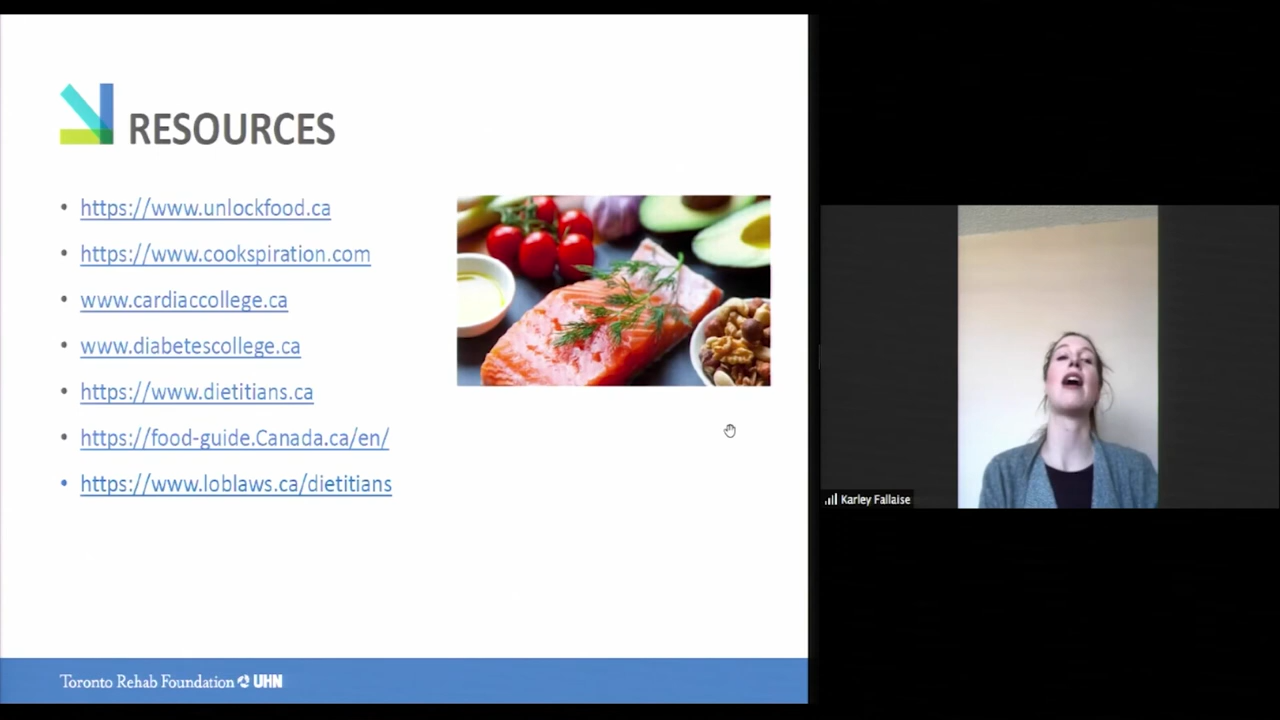 RESOURCES
https://www.unlockfood.ca
https://www.cookspiration.com
www.cardiaccollege.ca
www.diabetescollege.ca
https://www.dietitians.ca
https://food-guide.Canada.ca/en/
https://www.loblaws.ca/dietitians
Toronto Rehab Foundation UHN
Karley Fallaise